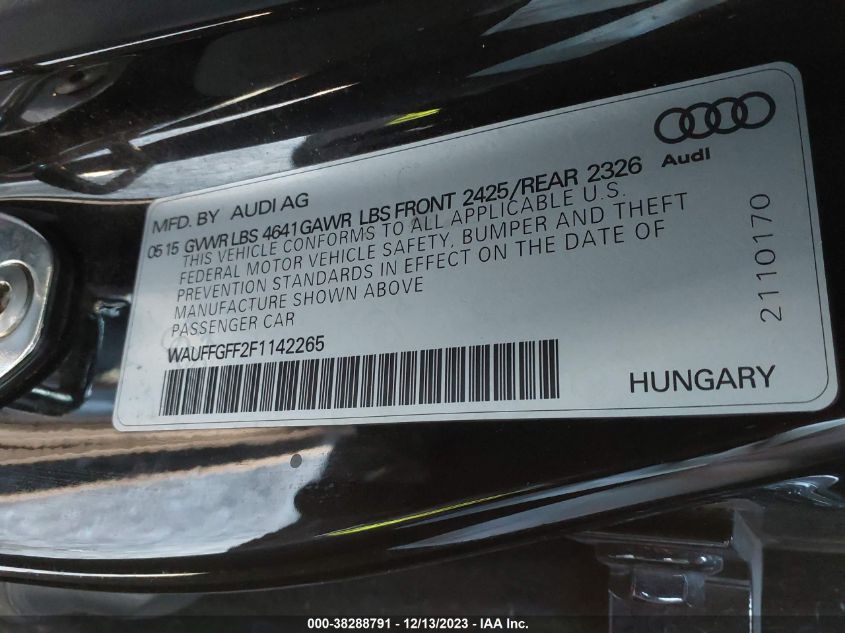 Audi
MFD. BY AUDI AG
05 15 GVWR LBS 4641 GAWR LBS FRONT 2425/REAR 2326
THIS VEHICLE CONFORMS TO ALL APPLICABLE U.S.
FEDERAL MOTOR VEHICLE SAFETY, BUMPER AND THEFT
PREVENTION STANDARDS IN EFFECT ON THE DATE OF
MANUFACTURE SHOWN ABOVE
PASSENGER CAR
WAUFFGFF2F1142265
HUNGARY
2110170
000-38288791 - 12/13/2023 - IAA Inc.